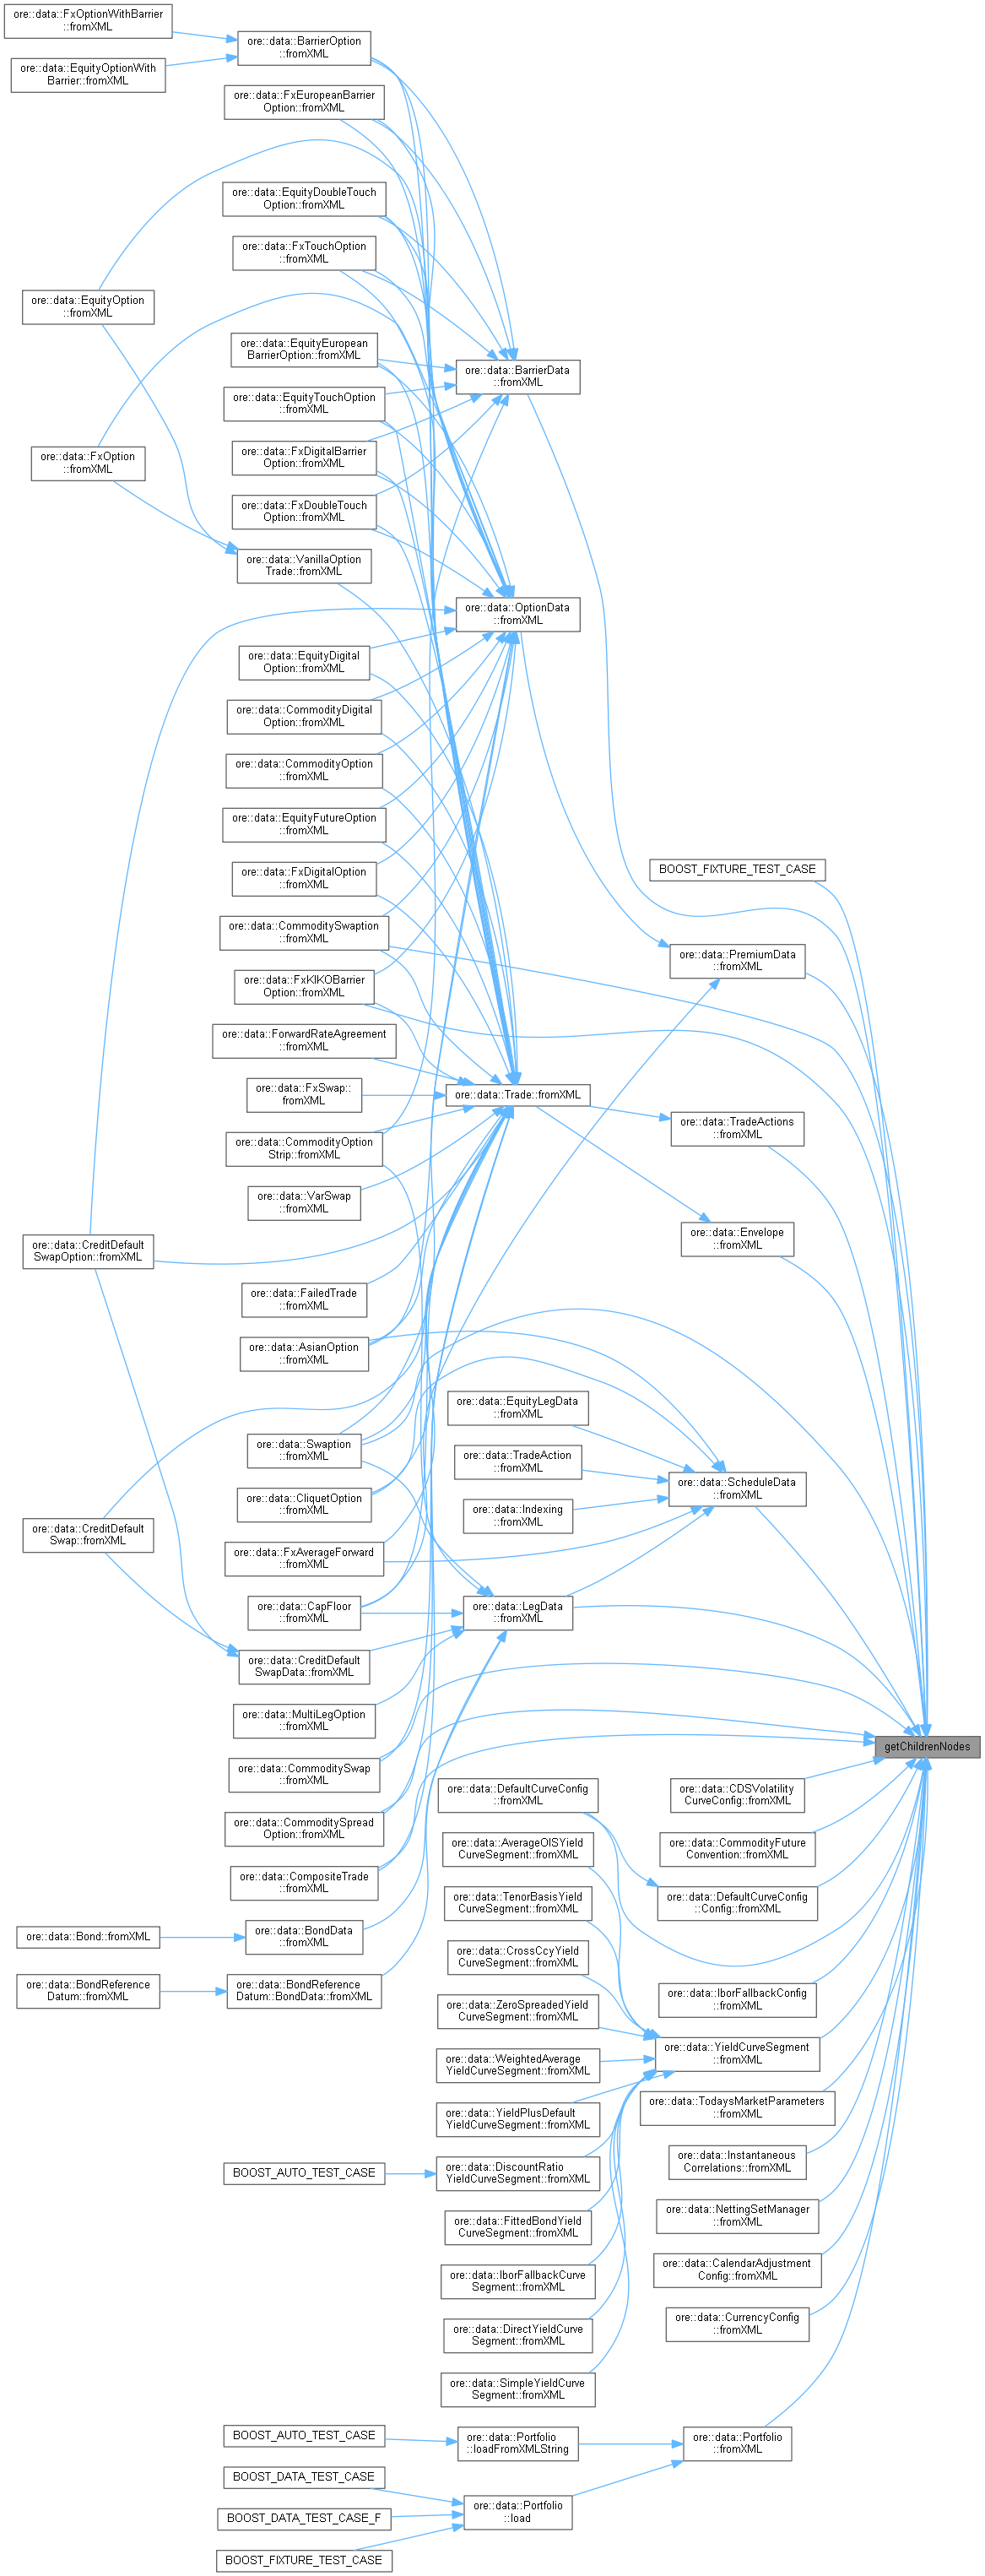 ore::data::FxOptionWithBarrier
::fromXML
ore::data::EquityOptionWith
Barrier::fromXML
ore::data::EquityOption
::fromXML
ore::data::FxOption
::fromXML
ore::data::CreditDefault
SwapOption::fromXML
ore::data::CreditDefault
Swap::fromXML
ore::data::Bond::fromXML
ore::data::BondReference
Datum::fromXML
ore::data::BarrierOption
::fromXML
ore::data::FxEuropeanBarrier
Option::fromXML
ore::data::EquityDoubleTouch
Option::fromXML
ore::data::FxTouchOption
::fromXML
ore::data::EquityEuropean
BarrierOption::fromXML
ore::data::EquityTouchOption
::fromXML
ore::data::FxDigitalBarrier
Option::fromXML
ore::data::FxDoubleTouch
Option::fromXML
ore::data::VanillaOption
Trade::fromXML
ore::data::EquityDigital
Option::fromXML
ore::data::CommodityDigital
Option::fromXML
ore::data::CommodityOption
::fromXML
ore::data::EquityFutureOption
::fromXML
ore::data::FxDigitalOption
::fromXML
ore::data::CommoditySwaption
::fromXML
ore::data::FxKIKOBarrier
Option::fromXML
ore::data::ForwardRateAgreement
::fromXML
ore::data::FxSwap::
fromXML
ore::data::CommodityOption
Strip::fromXML
ore::data::VarSwap
::fromXML
ore::data::FailedTrade
::fromXML
ore::data::AsianOption
::fromXML
ore::data::Swaption
::fromXML
ore::data::CliquetOption
::fromXML
ore::data::FxAverageForward
::fromXML
ore::data::CapFloor
::fromXML
ore::data::CreditDefault
SwapData::fromXML
ore::data::MultiLegOption
::fromXML
ore::data::CommoditySwap
::fromXML
ore::data::CommoditySpread
Option::fromXML
ore::data::CompositeTrade
::fromXML
ore::data::BondData
::fromXML
ore::data::BondReference
Datum::BondData::fromXML
BOOST_AUTO_TEST_CASE
BOOST_AUTO_TEST_CASE
BOOST_DATA_TEST_CASE
BOOST_DATA_TEST_CASE_F
BOOST_FIXTURE_TEST_CASE
ore::data::BarrierData
::fromXML
ore::data::OptionData
::fromXML
ore::data::Trade::fromXML
ore::data::EquityLegData
::fromXML
ore::data::TradeAction
::fromXML
ore::data::Indexing
::fromXML
ore::data::LegData
::fromXML
ore::data::DefaultCurveConfig
::fromXML
ore::data::AverageOISYield
CurveSegment::fromXML
ore::data::TenorBasisYield
CurveSegment::fromXML
ore::data::CrossCcyYield
CurveSegment::fromXML
ore::data::ZeroSpreadedYield
CurveSegment::fromXML
ore::data::WeightedAverage
YieldCurveSegment::fromXML
ore::data::YieldPlusDefault
YieldCurveSegment::fromXML
ore::data::DiscountRatio
YieldCurveSegment::fromXML
ore::data::FittedBondYield
CurveSegment::fromXML
ore::data::IborFallbackCurve
Segment::fromXML
ore::data::DirectYieldCurve
Segment::fromXML
ore::data::SimpleYieldCurve
Segment::fromXML
ore::data::Portfolio
::loadFromXMLString
ore::data::Portfolio
::load
BOOST_FIXTURE_TEST_CASE
ore::data::PremiumData
::fromXML
ore::data::TradeActions
::fromXML
ore::data::Envelope
::fromXML
ore::data::ScheduleData
::fromXML
ore::data::CDSVolatility
CurveConfig::fromXML
ore::data::CommodityFuture
Convention::fromXML
ore::data::DefaultCurveConfig
::Config::fromXML
ore::data::IborFallbackConfig
::fromXML
ore::data::YieldCurveSegment
::fromXML
ore::data::TodaysMarketParameters
::fromXML
ore::data::Instantaneous
Correlations::fromXML
ore::data::NettingSetManager
::fromXML
ore::data::CalendarAdjustment
Config::fromXML
ore::data::CurrencyConfig
::fromXML
ore::data::Portfolio
::fromXML
getChildrenNodes